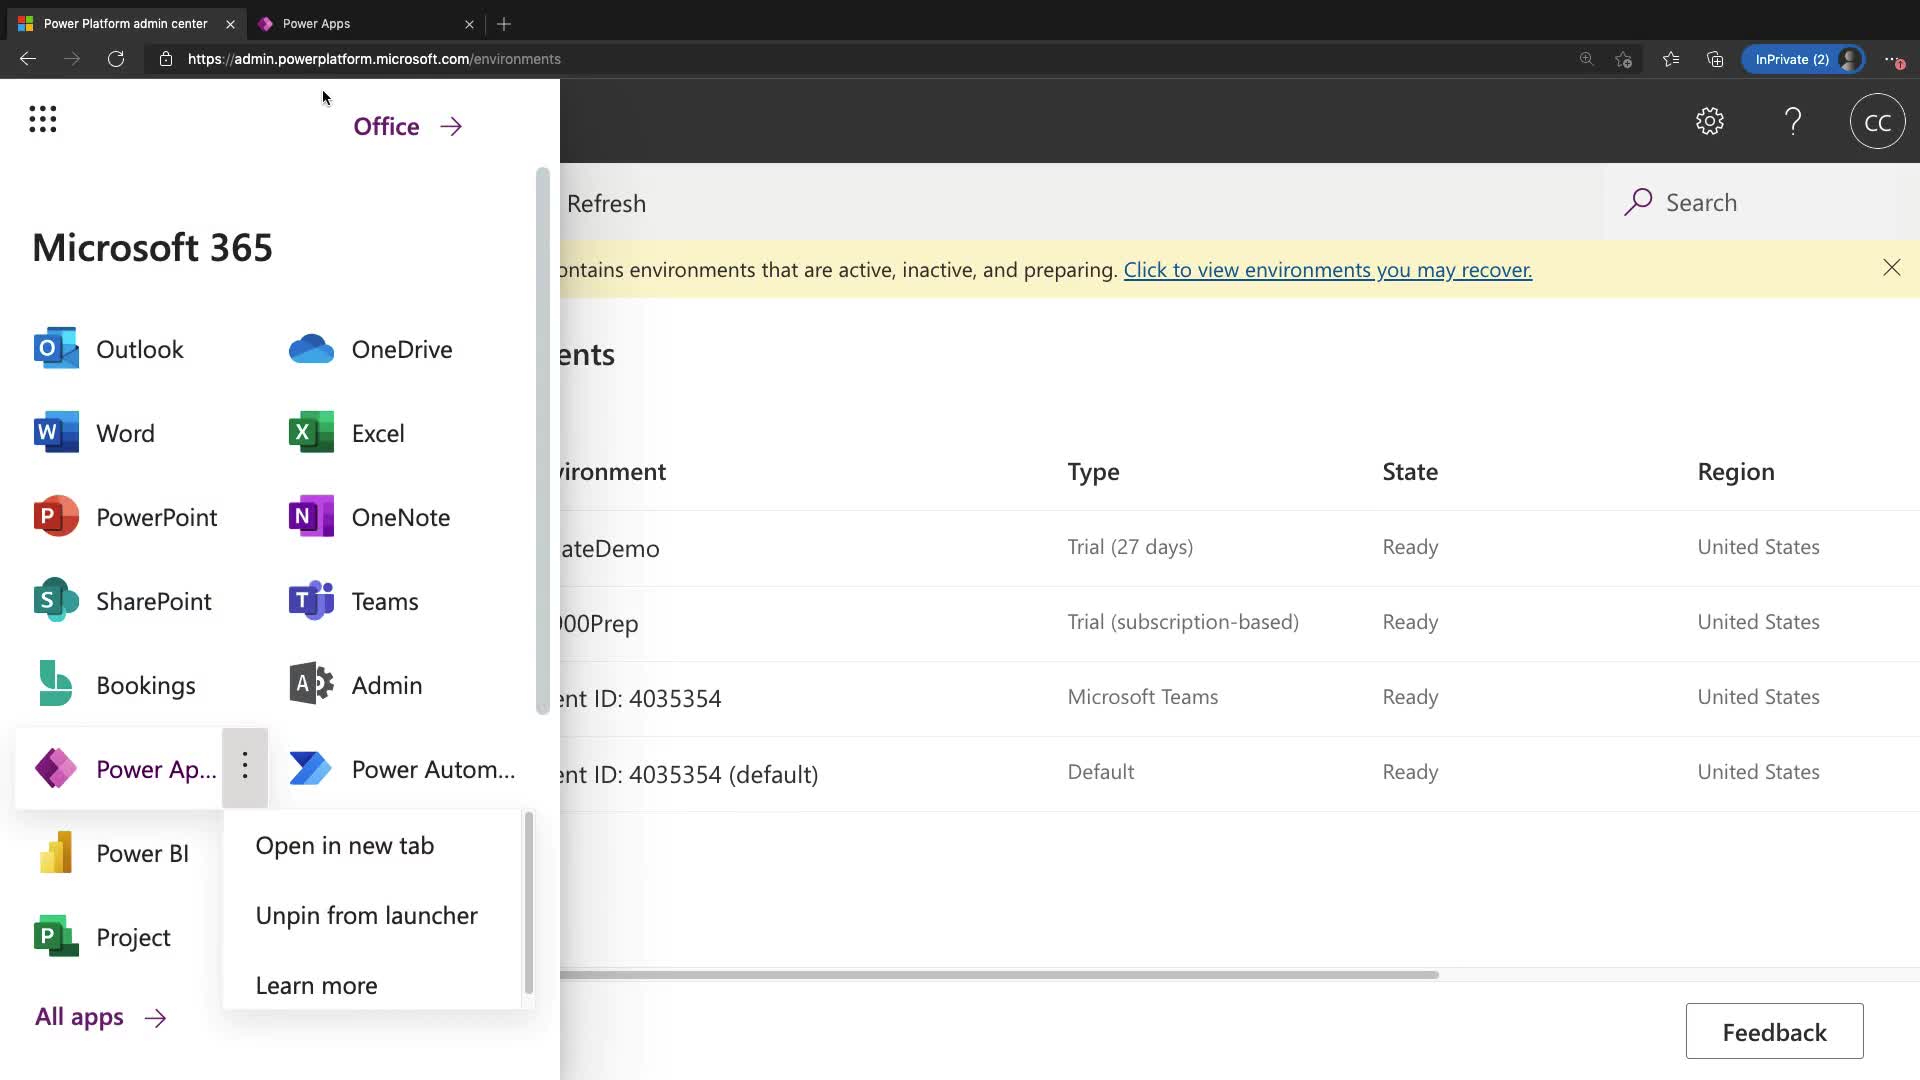 Power Platform admin center
Power Apps
https://admin.powerplatform.microsoft.com/environments
InPrivate (2)
Office
CC
Refresh
Search
Microsoft 365
ontains environments that are active, inactive, and preparing. Click to view environments you may recover.
Outlook
OneDrive
ents
Word
Excel
vironment
Type
State
Region
PowerPoint
OneNote
ateDemo
Trial (27 days)
Ready
United States
SharePoint
Teams
900Prep
Trial (subscription-based)
Ready
United States
Bookings
Admin
ent ID: 4035354
Microsoft Teams
Ready
United States
Power Ap...
Power Autom...
ent ID: 4035354 (default)
Default
Ready
United States
Power BI
Open in new tab
Project
Unpin from launcher
Learn more
All apps
Feedback